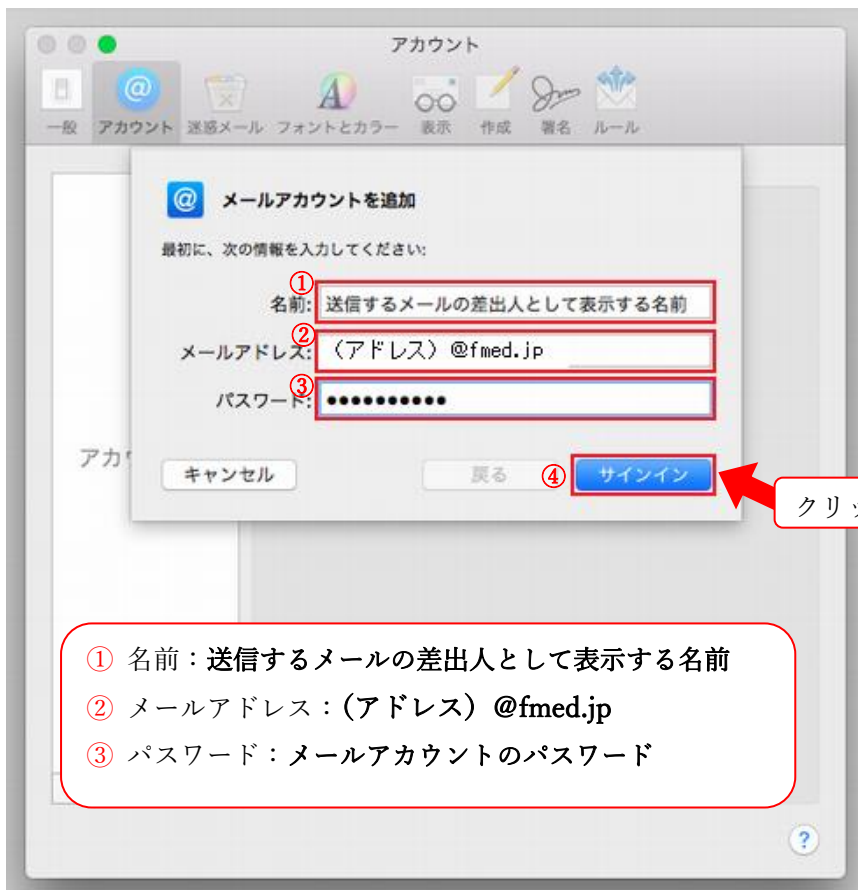 アカウント
一般 アカウント 迷惑メール フォントとカラー 表示 作成 署名 ルール
@ メールアカウントを追加
最初に、次の情報を入力してください:
①
名前: 送信するメールの差出人として表示する名前
②
メールアドレス: （アドレス）@fmed.jp
③
パスワード: ●●●●●●●●●●
アカ
キャンセル 戻る ④ サインイン
クリッ
① 名前：送信するメールの差出人として表示する名前
② メールアドレス：(アドレス）@fmed.jp
③ パスワード：メールアカウントのパスワード
?